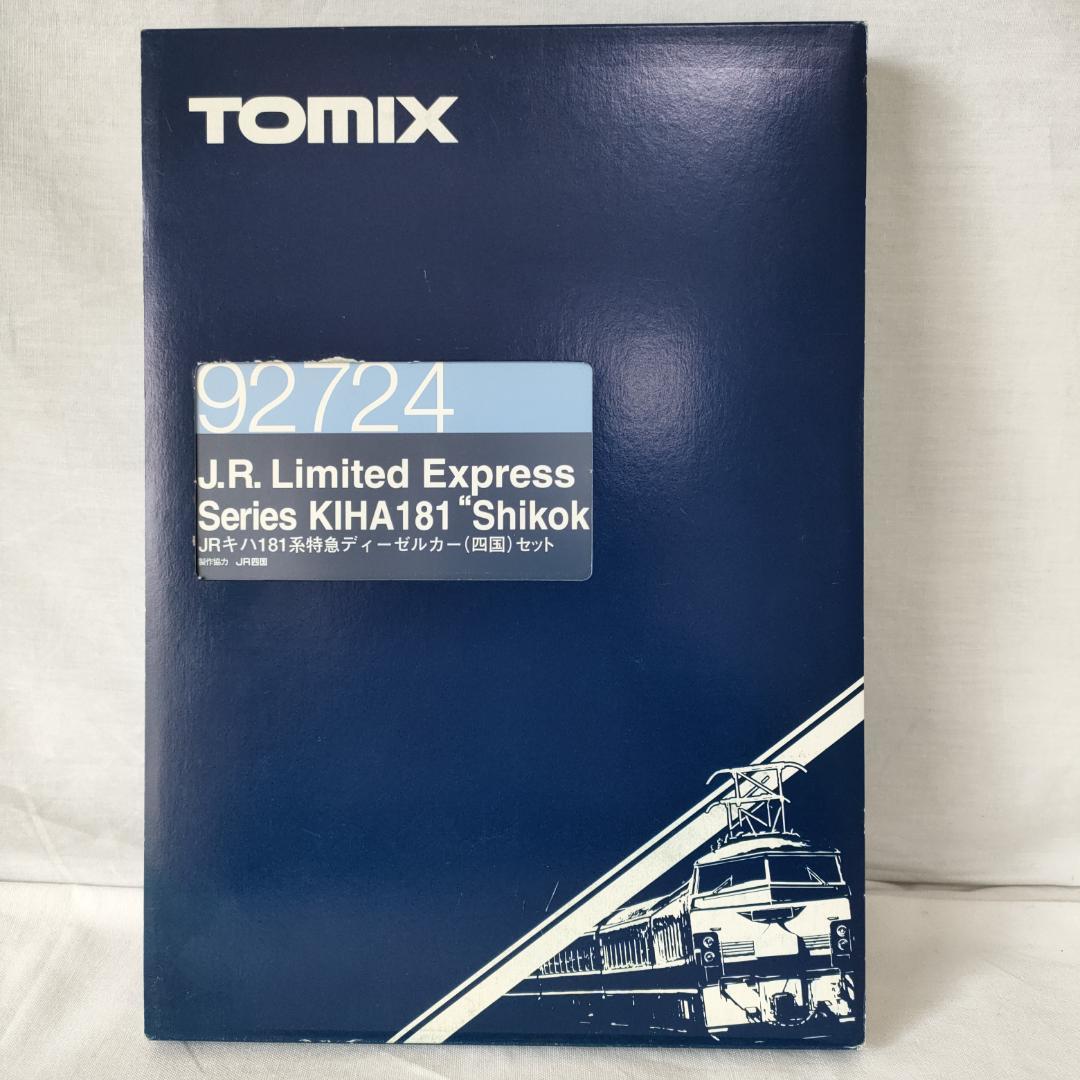 TOMIX
92724
J.R. Limited Express
Series KIHA181 “Shikok
JRキハ181系特急ディーゼルカー(四国)セット
製作協力 JR四国